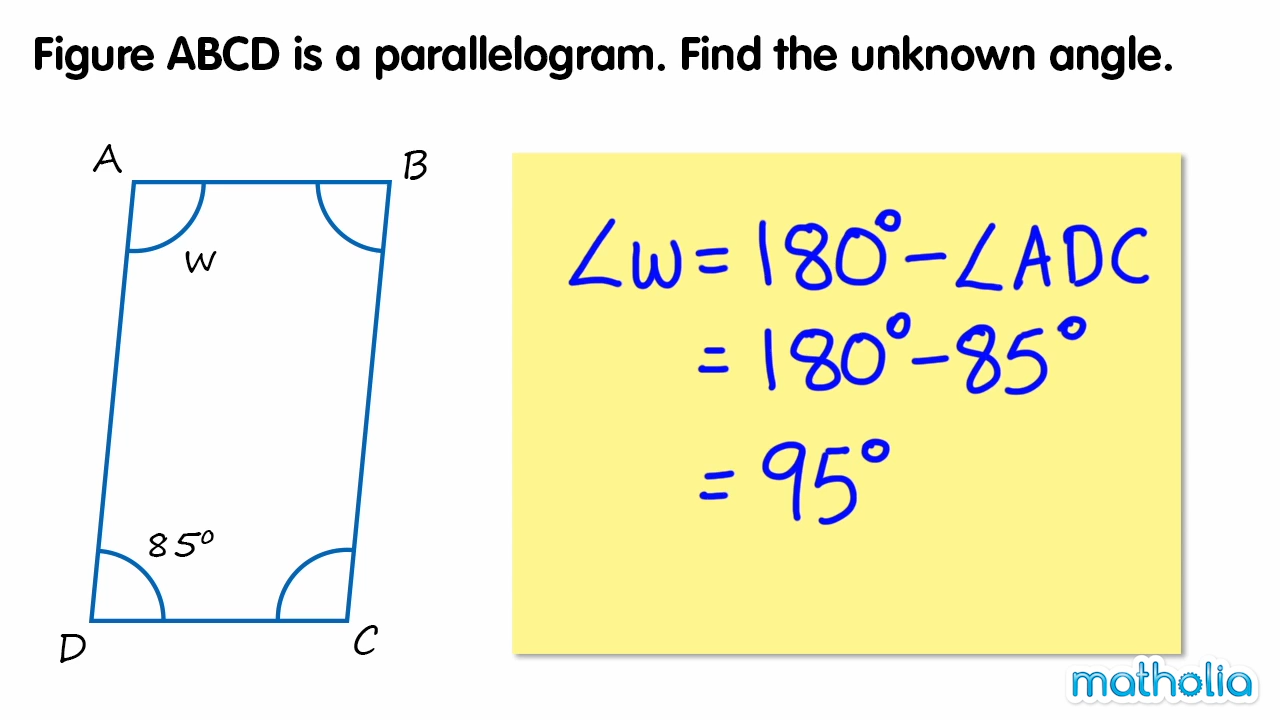 Figure ABCD is a parallelogram. Find the unknown angle.
A
B
w
85°
D
C
∠w = 180° - ∠ADC
= 180° - 85°
= 95°
matholia